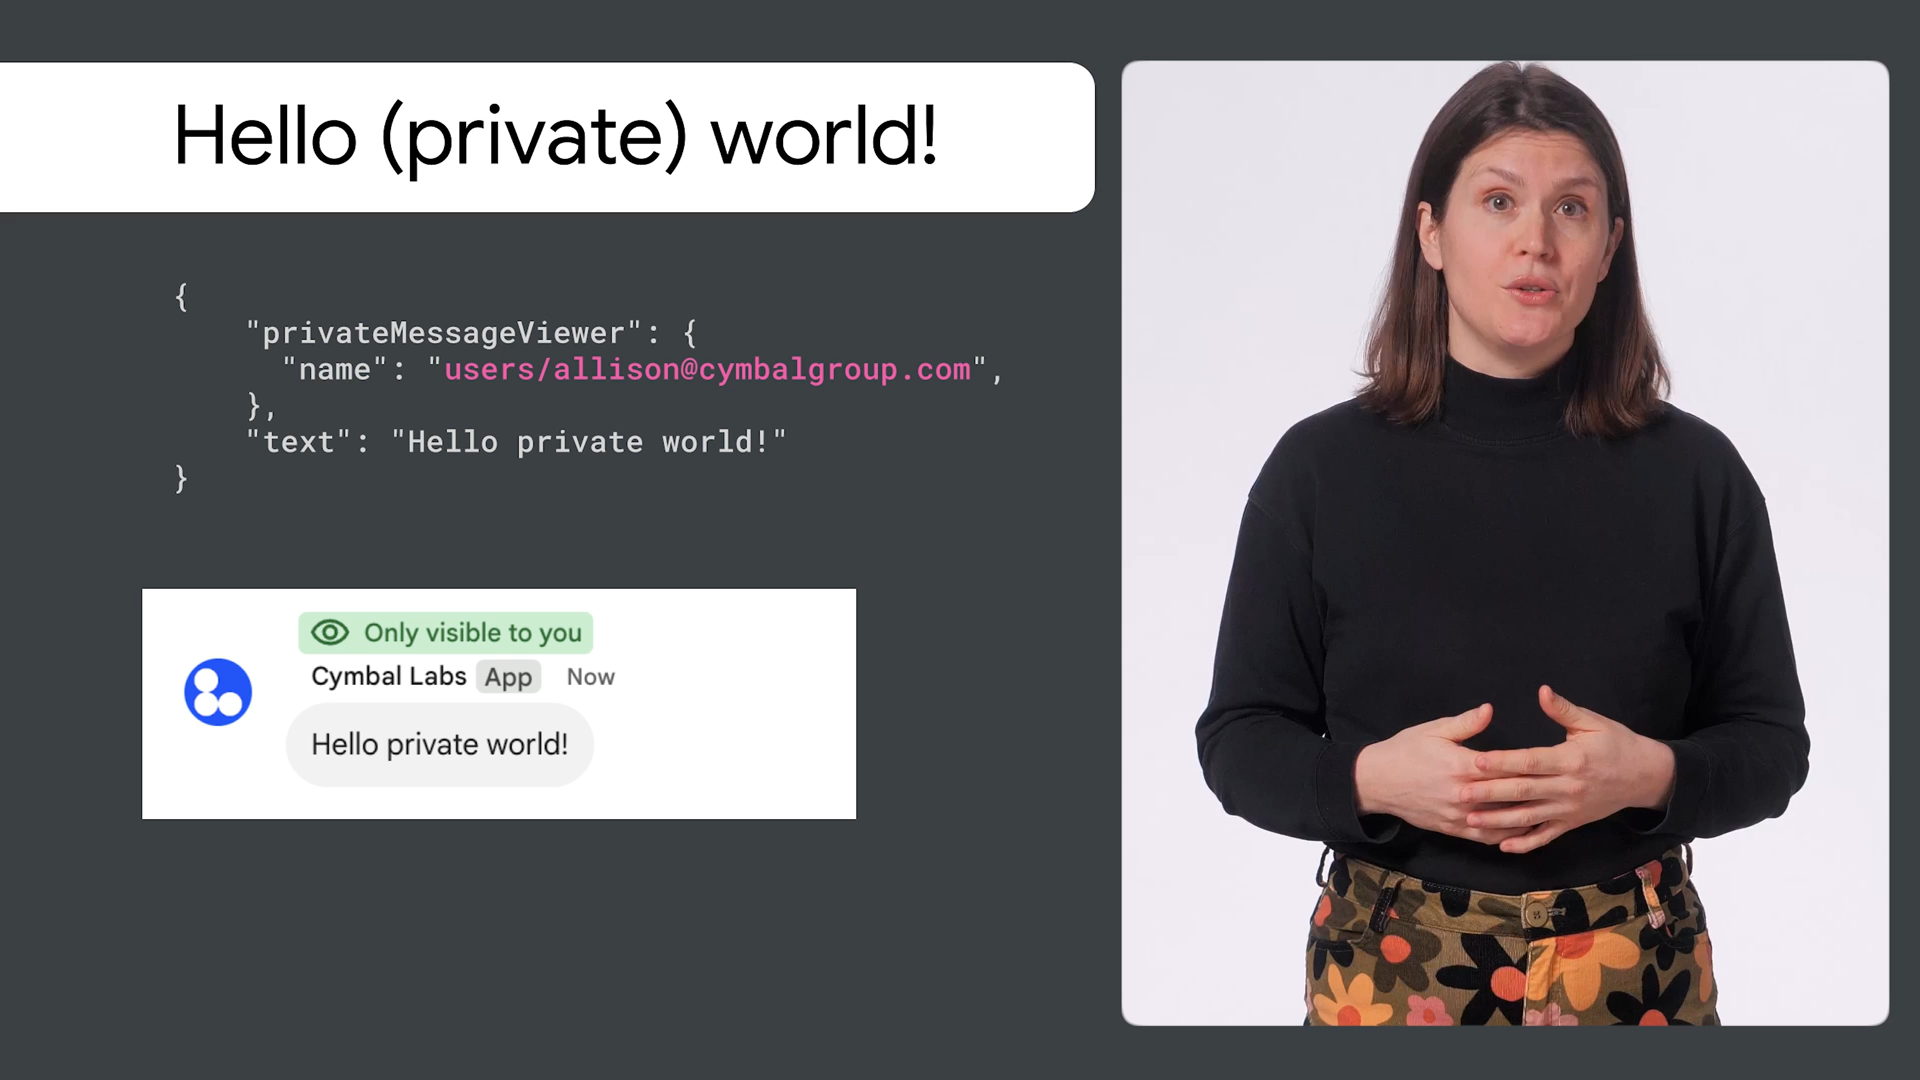 Hello (private) world!
{
"privateMessageViewer": {
"name": "users/allison@cymbalgroup.com",
},
"text": "Hello private world!"
}
Only visible to you
Cymbal Labs App Now
Hello private world!